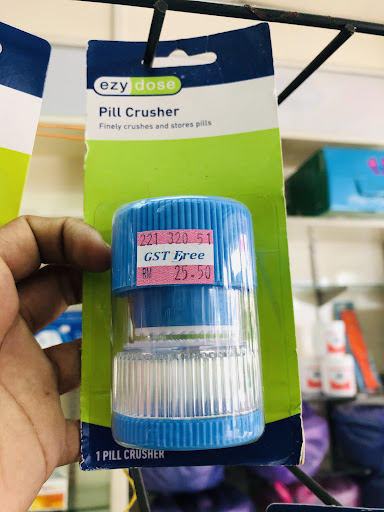 ezy dose
Pill Crusher
Finely crushes and stores pills
221 320 51
GST Free
RM 25.50
1 PILL CRUSHER